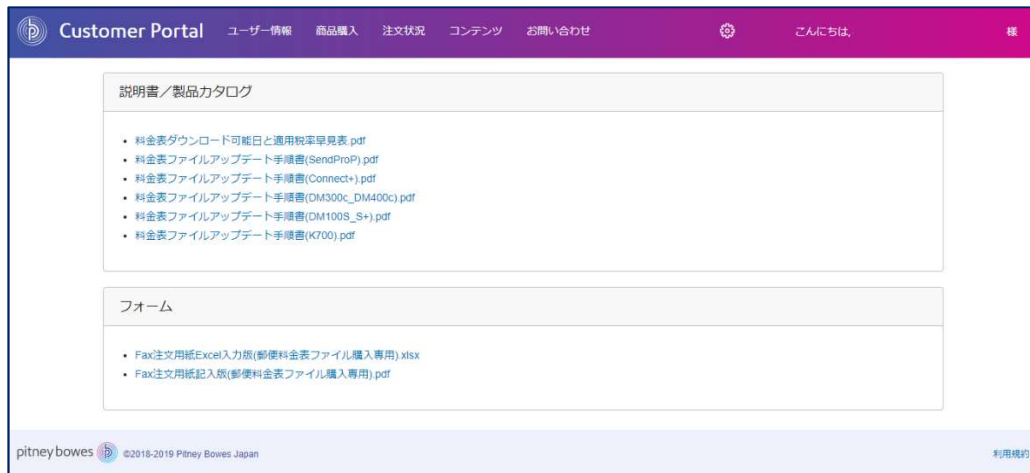 Customer Portal ユーザー情報 商品購入 注文状況 コンテンツ お問い合わせ こんにちは, 様
説明書／製品カタログ
• 料金表ダウンロード可能日と適用税率早見表.pdf
• 料金表ファイルアップデート手順書(SendProP).pdf
• 料金表ファイルアップデート手順書(Connect+).pdf
• 料金表ファイルアップデート手順書(DM300c_DM400c).pdf
• 料金表ファイルアップデート手順書(DM100S_S+).pdf
• 料金表ファイルアップデート手順書(K700).pdf
フォーム
• Fax注文用紙Excel入力版(郵便料金表ファイル購入専用).xlsx
• Fax注文用紙記入版(郵便料金表ファイル購入専用).pdf
pitney bowes ©2018-2019 Pitney Bowes Japan 利用規約